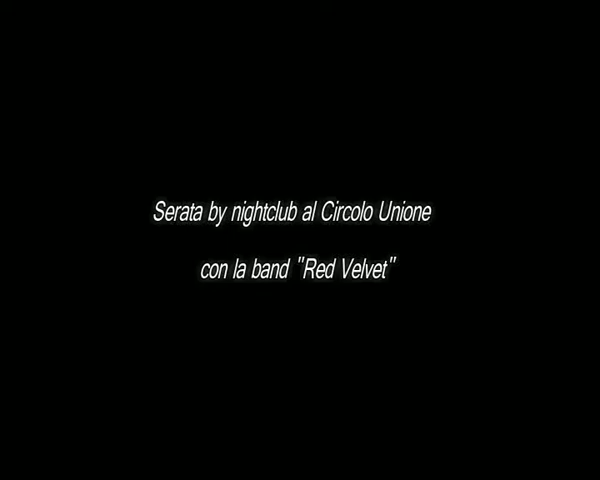 Serata by nightclub al Circolo Unione
con la band "Red Velvet"